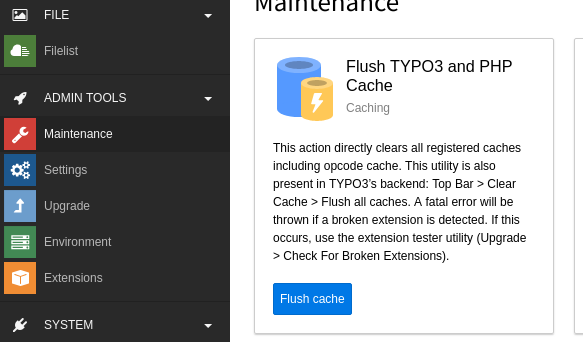 FILE
Filelist
ADMIN TOOLS
Maintenance
Settings
Upgrade
Environment
Extensions
SYSTEM
Maintenance
Flush TYPO3 and PHP
Cache
Caching
This action directly clears all registered caches
including opcode cache. This utility is also
present in TYPO3's backend: Top Bar > Clear
Cache > Flush all caches. A fatal error will be
thrown if a broken extension is detected. If this
occurs, use the extension tester utility (Upgrade
> Check For Broken Extensions).
Flush cache